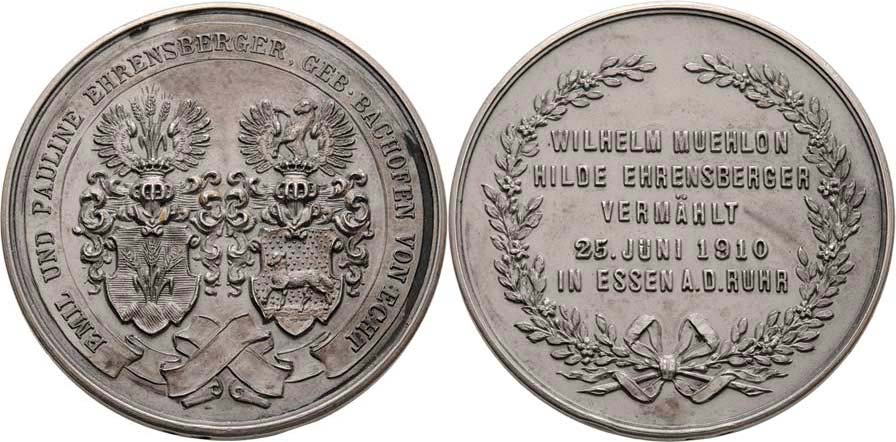 EMIL UND PAULINE EHRENSBERGER, GEB. BACHOFEN VON ECHT
WILHELM MUEHLON
HILDE EHRENSBERGER
VERMÄHLT
25. JUNI 1910
IN ESSEN A.D. RUHR